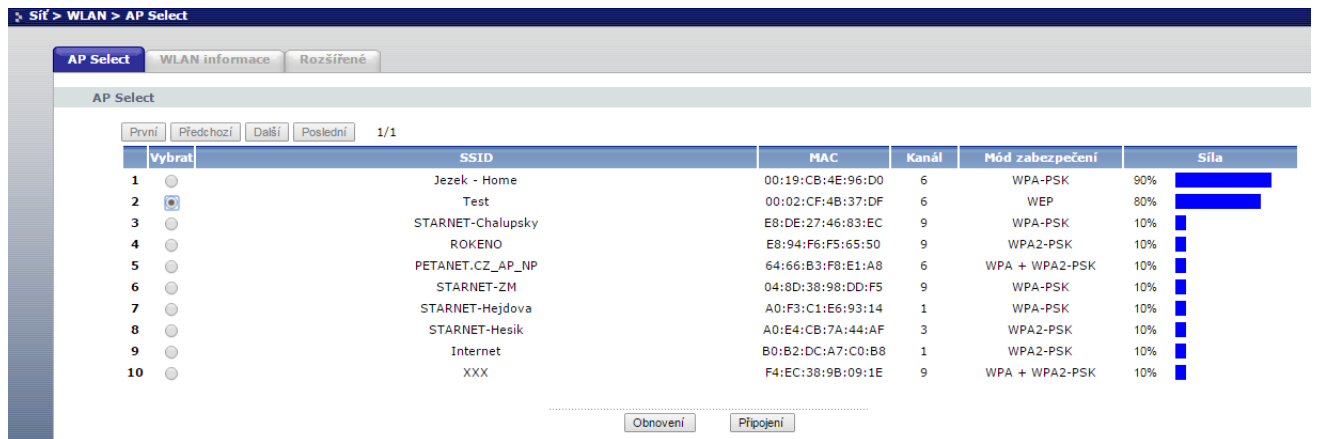 Síť > WLAN > AP Select
AP Select WLAN informace Rozšířené
AP Select
První Předchozí Další Poslední 1/1
Vybrat SSID MAC Kanál Mód zabezpečení Síla
1 Jezek - Home 00:19:CB:4E:96:D0 6 WPA-PSK 90%
2 Test 00:02:CF:4B:37:DF 6 WEP 80%
3 STARNET-Chalupsky E8:DE:27:46:83:EC 9 WPA-PSK 10%
4 ROKENO E8:94:F6:F5:65:50 9 WPA2-PSK 10%
5 PETANET.CZ_AP_NP 64:66:B3:F8:E1:A8 6 WPA + WPA2-PSK 10%
6 STARNET-ZM 04:8D:38:98:DD:F5 9 WPA-PSK 10%
7 STARNET-Hejdova A0:F3:C1:E6:93:14 1 WPA-PSK 10%
8 STARNET-Hesik A0:E4:CB:7A:44:AF 3 WPA2-PSK 10%
9 Internet B0:B2:DC:A7:C0:B8 1 WPA2-PSK 10%
10 XXX F4:EC:38:9B:09:1E 9 WPA + WPA2-PSK 10%
Obnovení Připojení